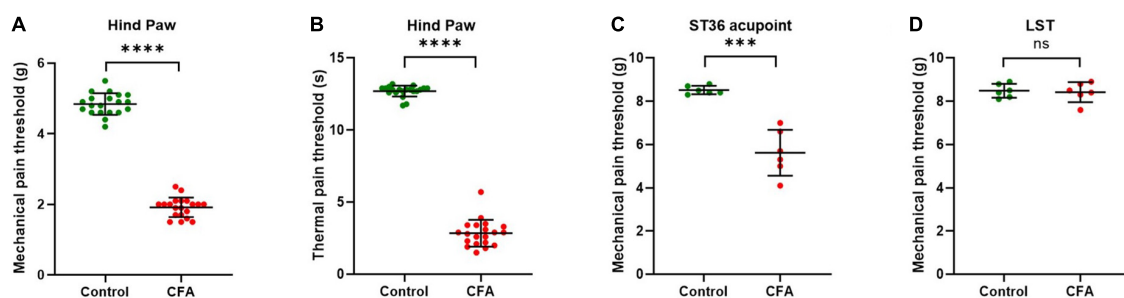 A
Hind Paw
****
Mechanical pain threshold (g)
6
4
2
0
Control
CFA
B
Hind Paw
****
Thermal pain threshold (s)
15
10
5
0
Control
CFA
C
ST36 acupoint
***
Mechanical pain threshold (g)
10
8
6
4
2
0
Control
CFA
D
LST
ns
Mechanical pain threshold (g)
10
8
6
4
2
0
Control
CFA